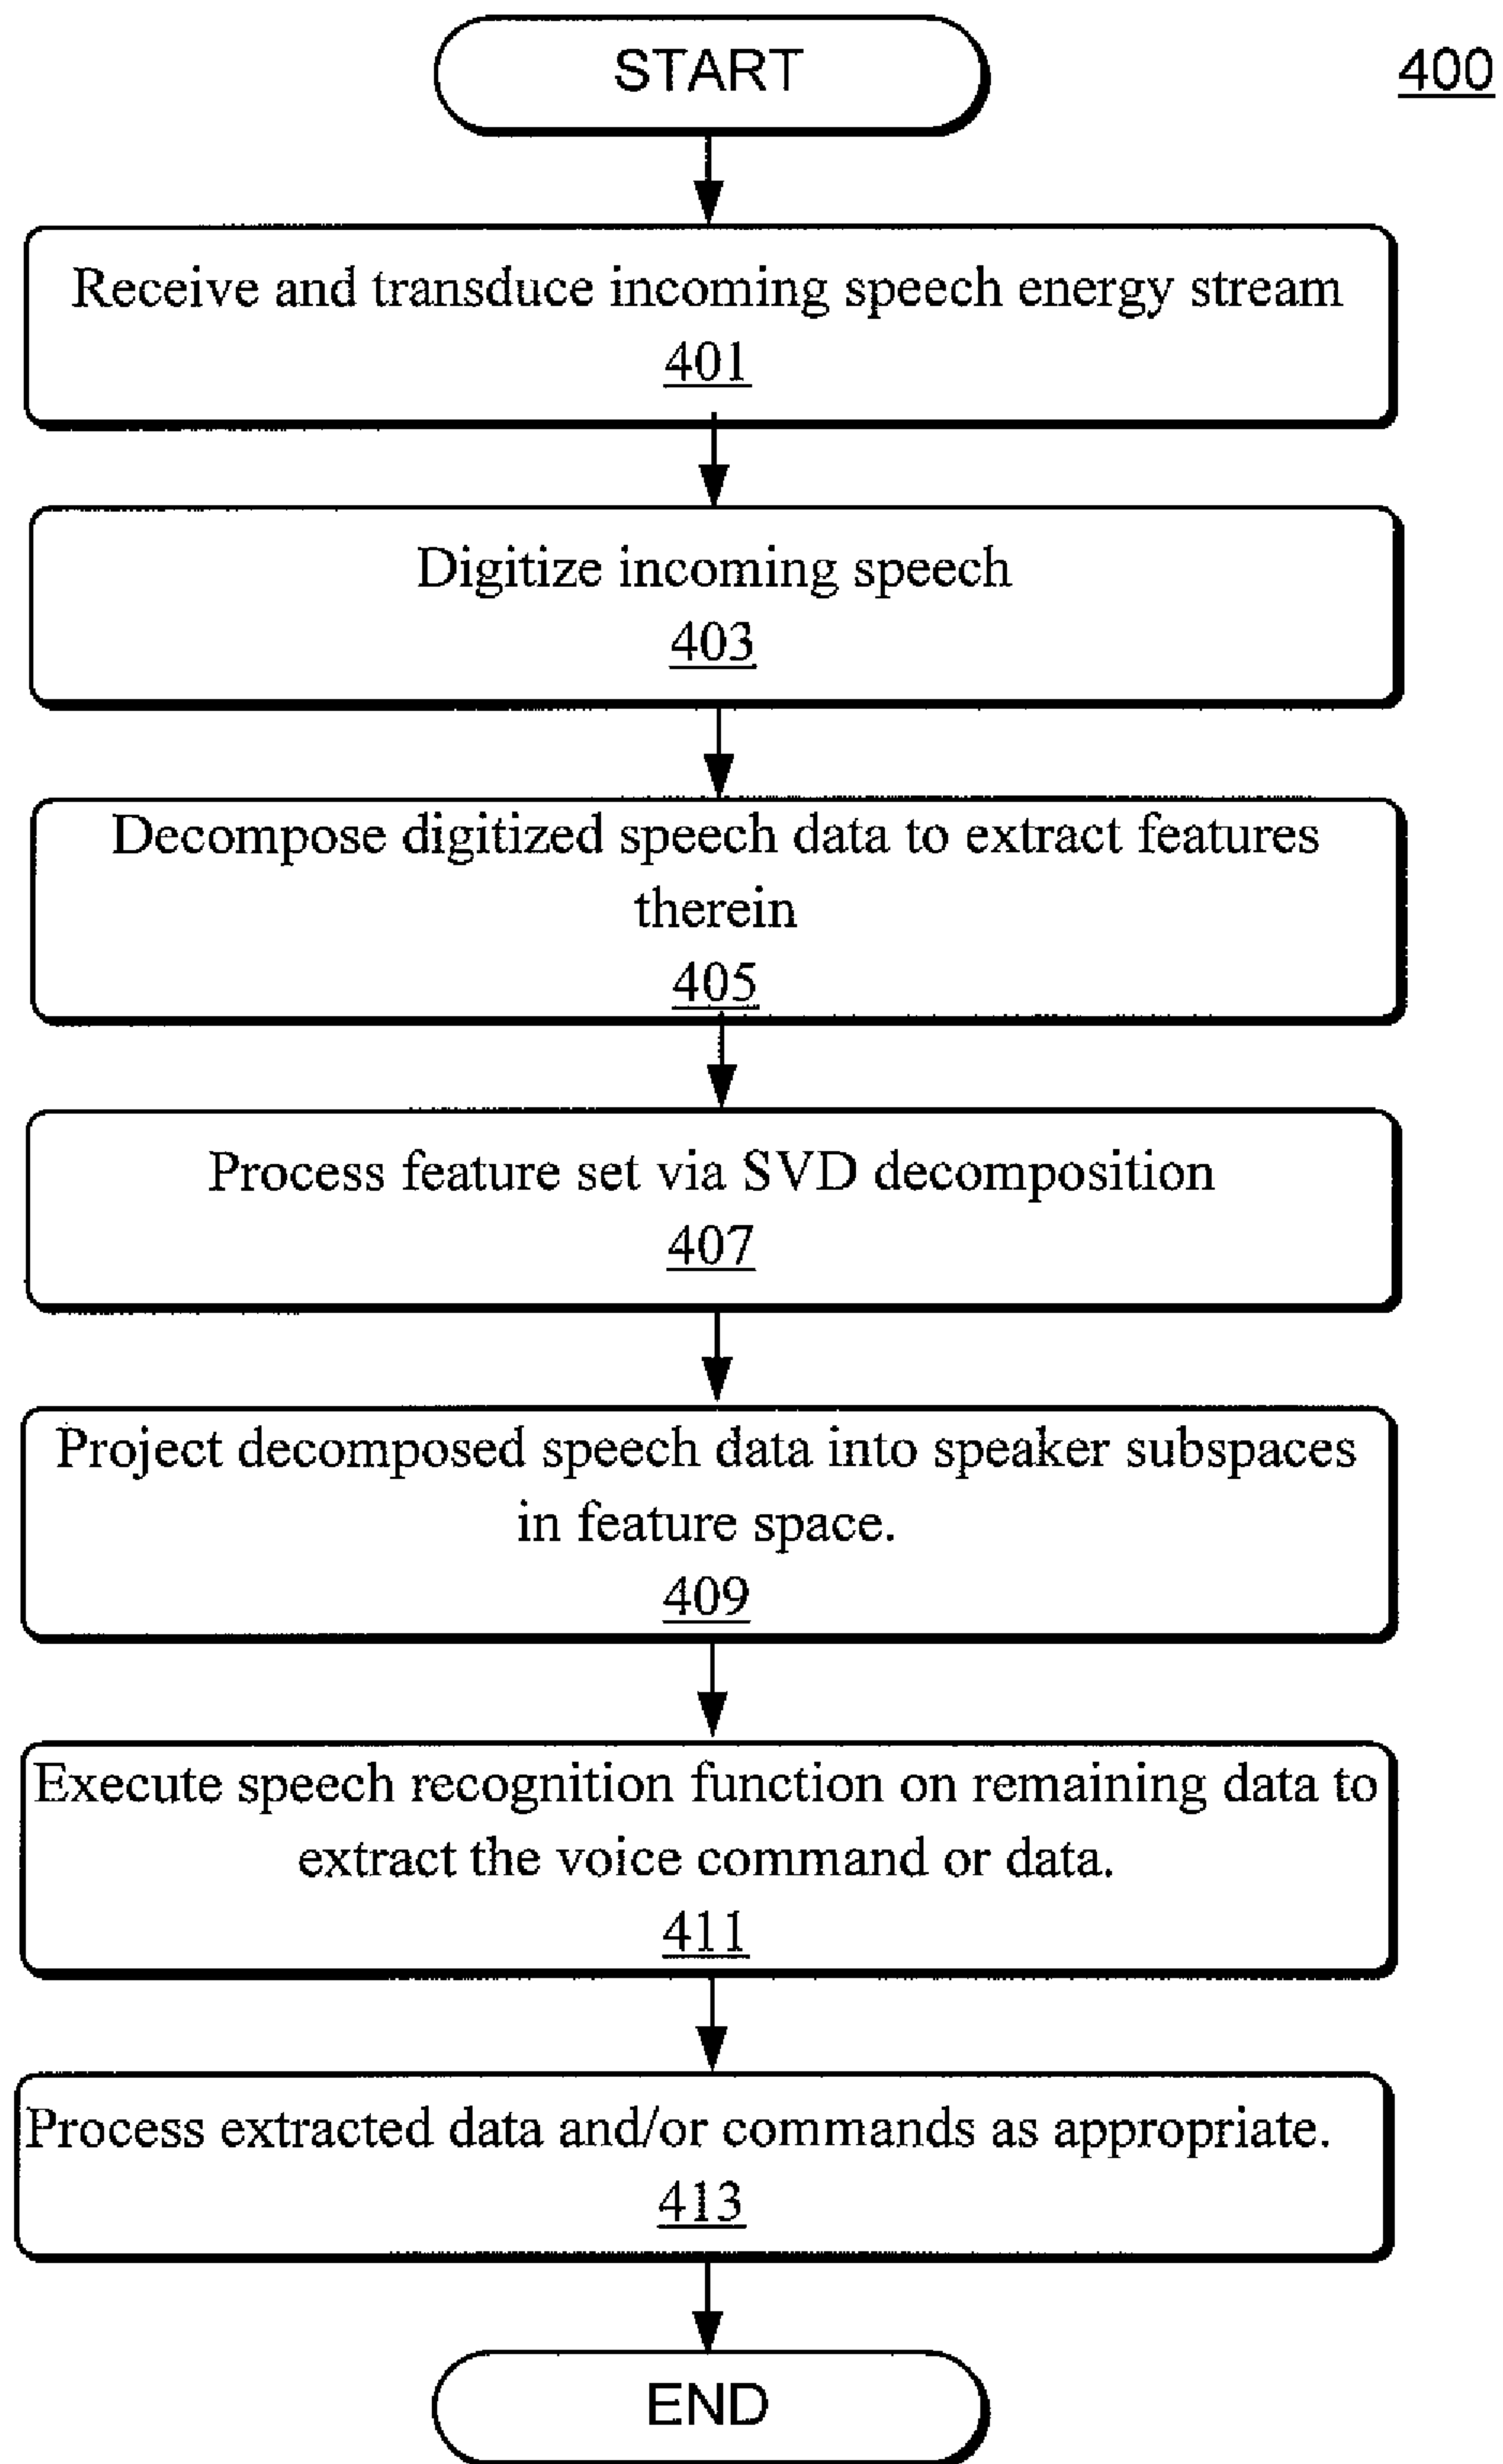 START
400
Receive and transduce incoming speech energy stream
401
Digitize incoming speech
403
Decompose digitized speech data to extract features
therein
405
Process feature set via SVD decomposition
407
Project decomposed speech data into speaker subspaces
in feature space.
409
Execute speech recognition function on remaining data to
extract the voice command or data.
411
Process extracted data and/or commands as appropriate.
413
END